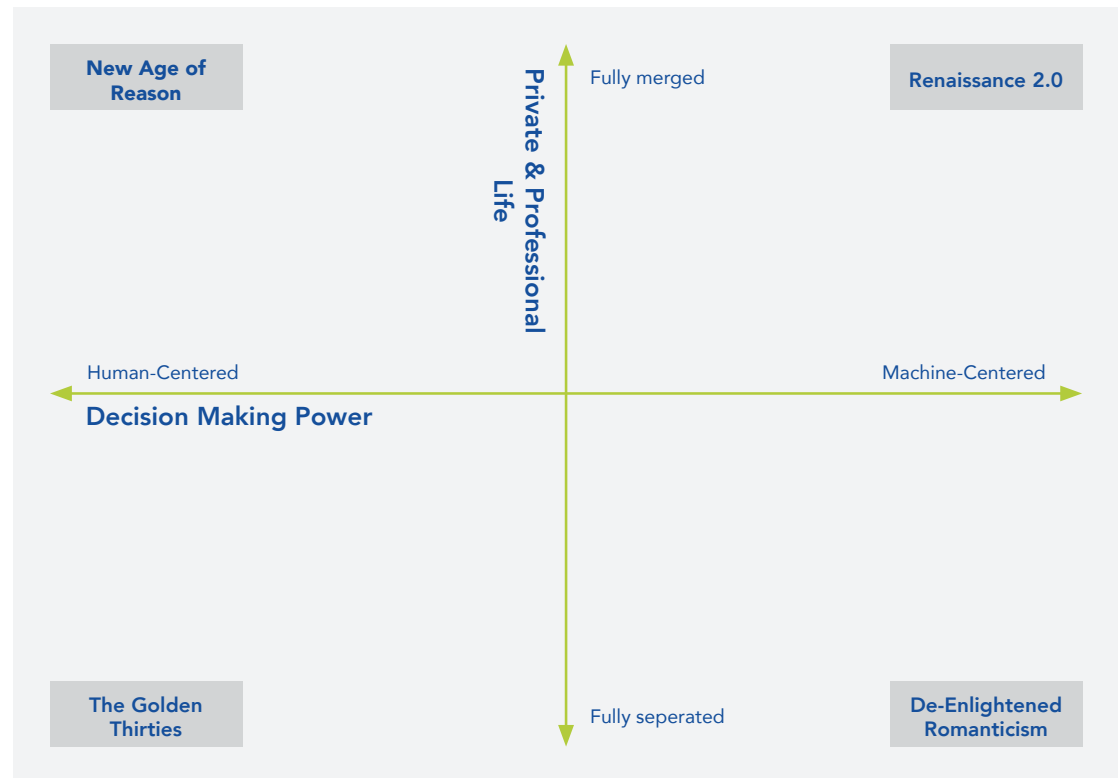 New Age of
Reason
Private & Professional
Life
Fully merged
Renaissance 2.0
Human-Centered
Machine-Centered
Decision Making Power
The Golden
Thirties
Fully seperated
De-Enlightened
Romanticism